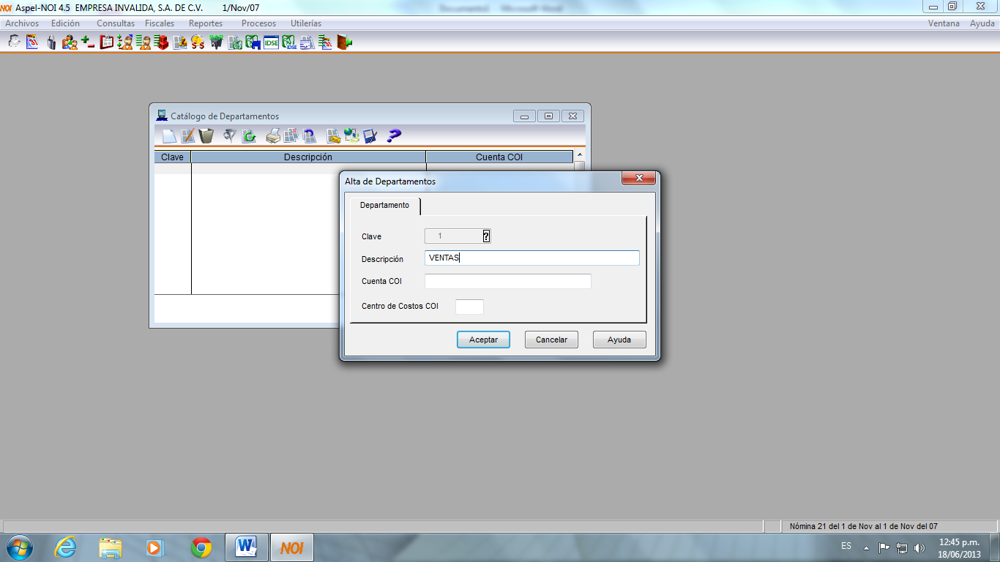 NOI Aspel-NOI 4.5 EMPRESA INVALIDA, S.A. DE C.V. 1/Nov/07
Archivos Edición Consultas Fiscales Reportes Procesos Utilerías Ventana Ayuda
IDSE IDSE
Catálogo de Departamentos
Clave Descripción Cuenta COI
Alta de Departamentos
Departamento
Clave 1 ?
Descripción VENTAS
Cuenta COI
Centro de Costos COI
Aceptar Cancelar Ayuda
Nómina 21 del 1 de Nov al 1 de Nov del 07
NOI ES 12:45 p.m.
18/06/2013